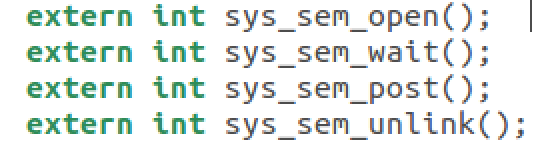 extern int sys_sem_open();
extern int sys_sem_wait();
extern int sys_sem_post();
extern int sys_sem_unlink();